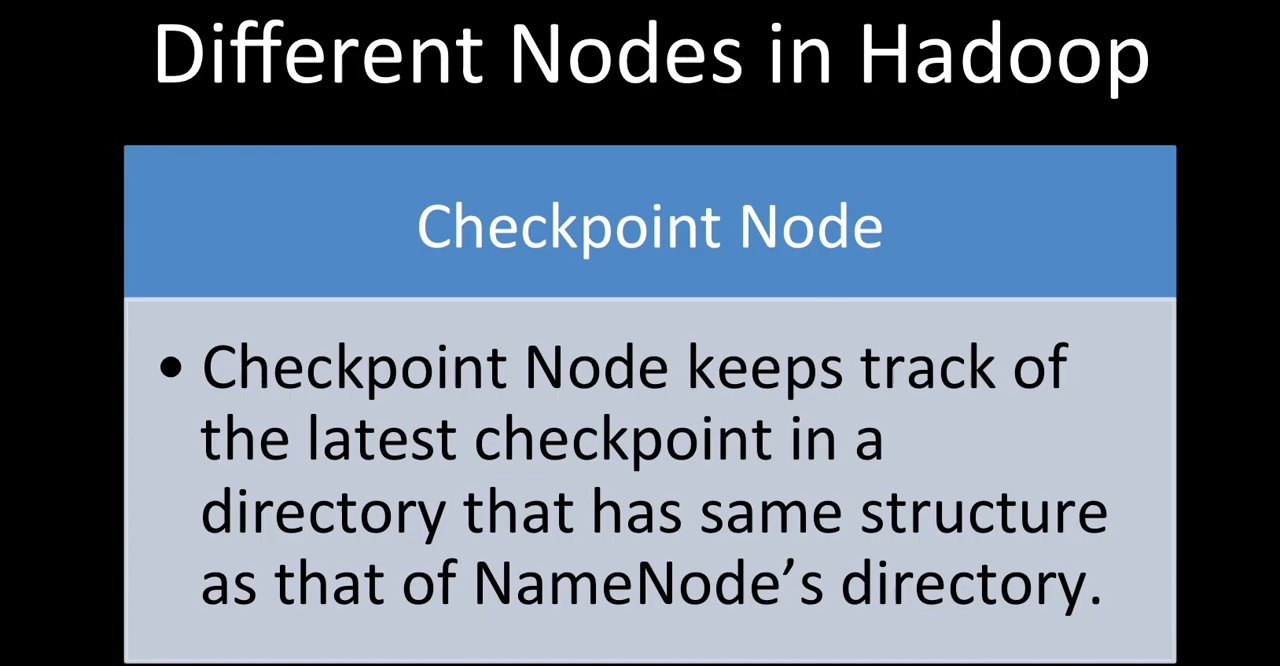 Different Nodes in Hadoop
Checkpoint Node
• Checkpoint Node keeps track of
the latest checkpoint in a
directory that has same structure
as that of NameNode’s directory.